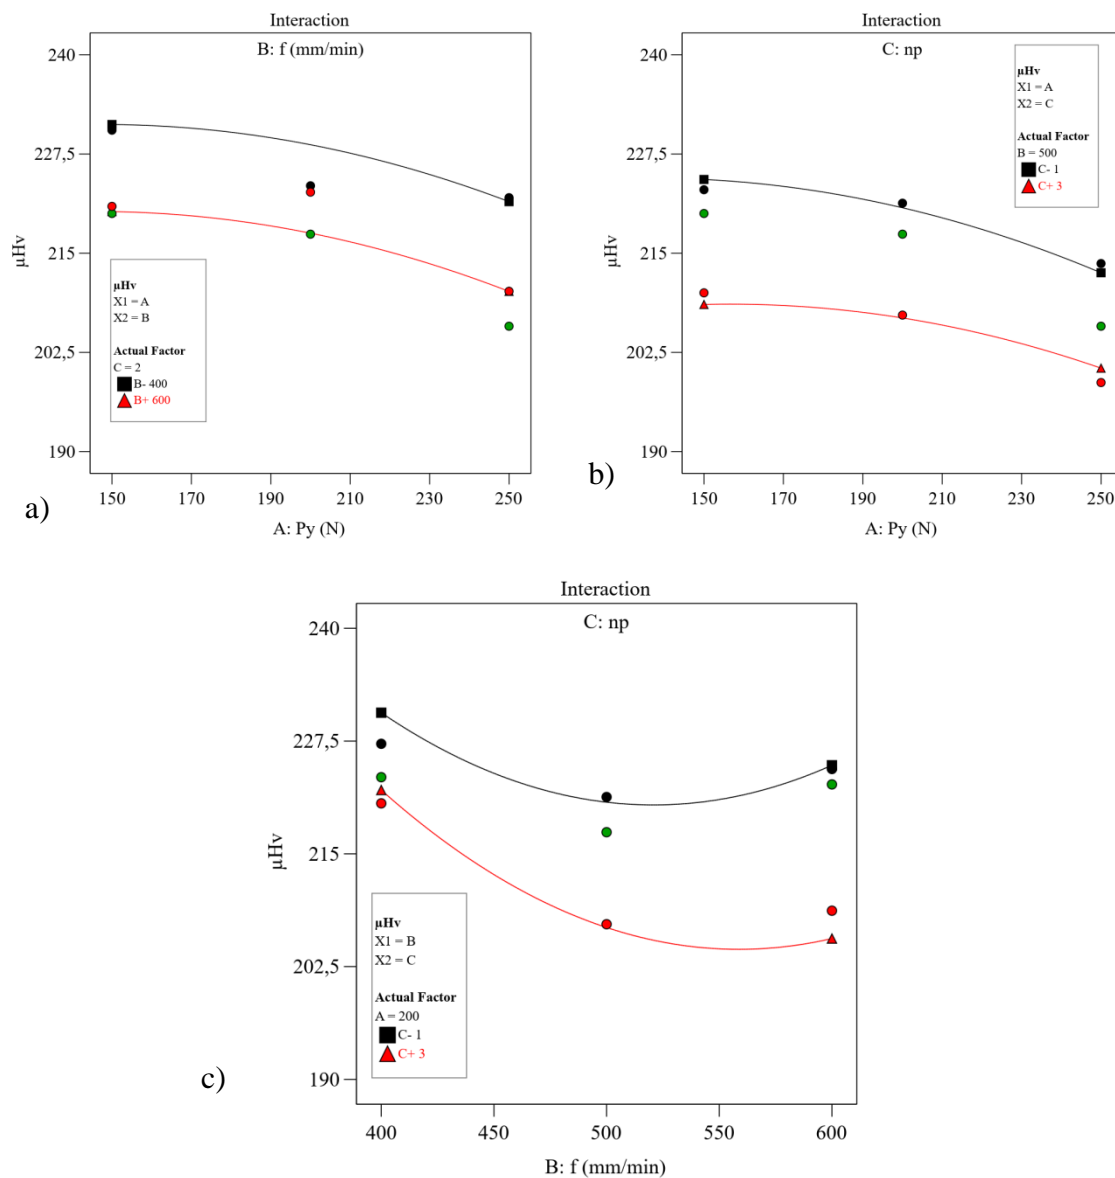 Interaction
B: f (mm/min)
240
227,5
215
202,5
190
µHv
µHv
X1 = A
X2 = B
Actual Factor
C = 2
B- 400
B+ 600
150
170
190
210
230
250
A: Py (N)
a)
Interaction
C: np
240
227,5
215
202,5
190
µHv
µHv
X1 = A
X2 = C
Actual Factor
B = 500
C- 1
C+ 3
150
170
190
210
230
250
A: Py (N)
b)
Interaction
C: np
240
227,5
215
202,5
190
µHv
µHv
X1 = B
X2 = C
Actual Factor
A = 200
C- 1
C+ 3
400
450
500
550
600
B: f (mm/min)
c)